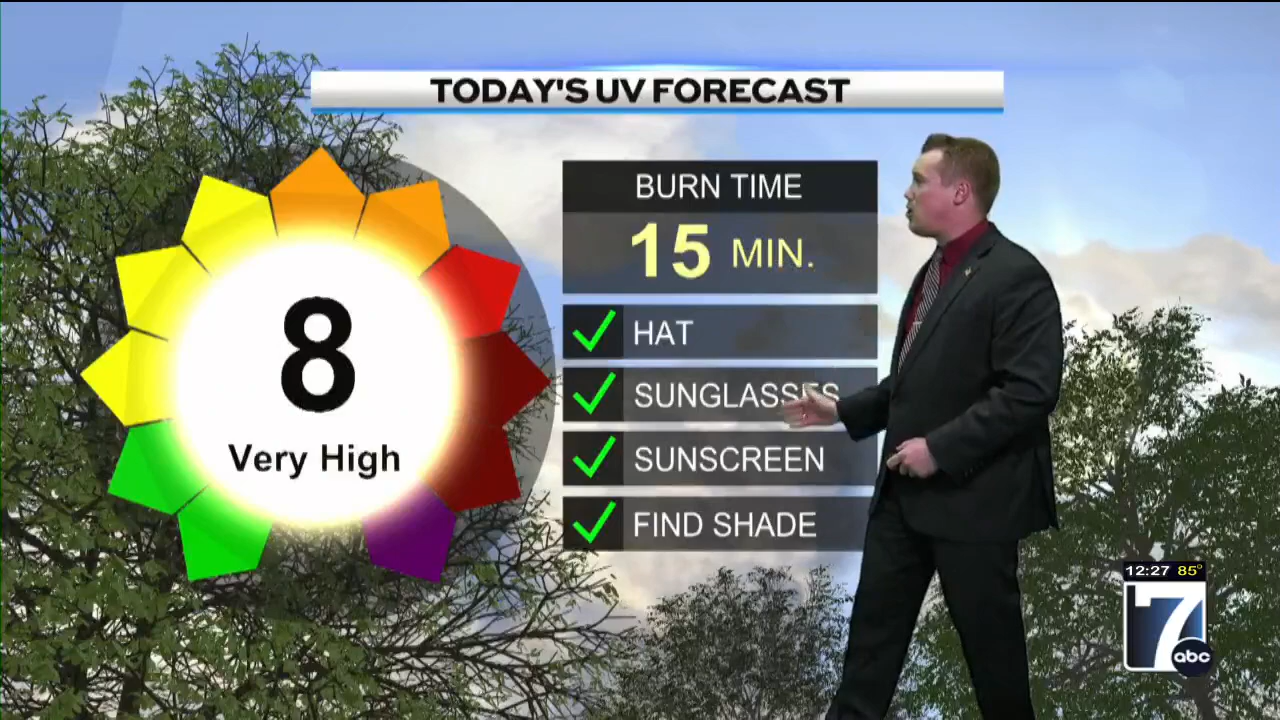 TODAY'S UV FORECAST
8
Very High
BURN TIME
15 MIN.
HAT
SUNGLASSES
SUNSCREEN
FIND SHADE
12:27 85°
7
abc